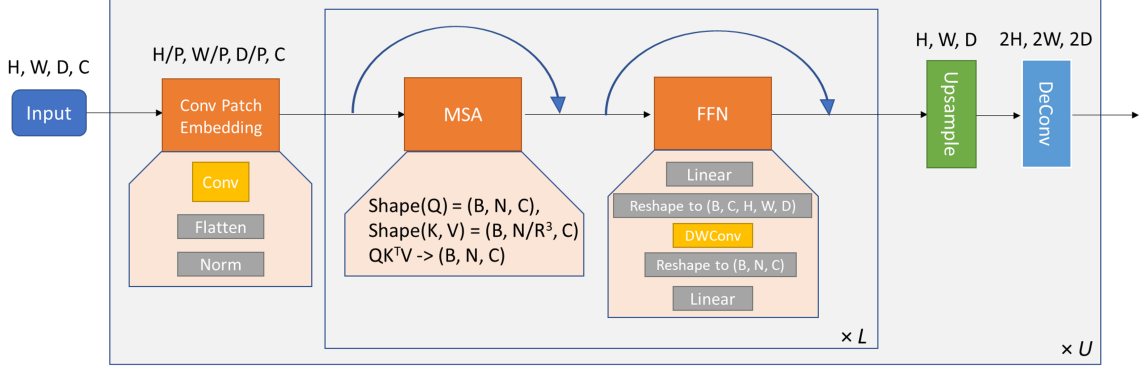 H, W, D, C
Input
H/P, W/P, D/P, C
Conv Patch
Embedding
Conv
Flatten
Norm
MSA
Shape(Q) = (B, N, C),
Shape(K, V) = (B, N/R³, C)
QKᵀV -> (B, N, C)
FFN
Linear
Reshape to (B, C, H, W, D)
DWConv
Reshape to (B, N, C)
Linear
× L
H, W, D
Upsample
2H, 2W, 2D
DeConv
× U